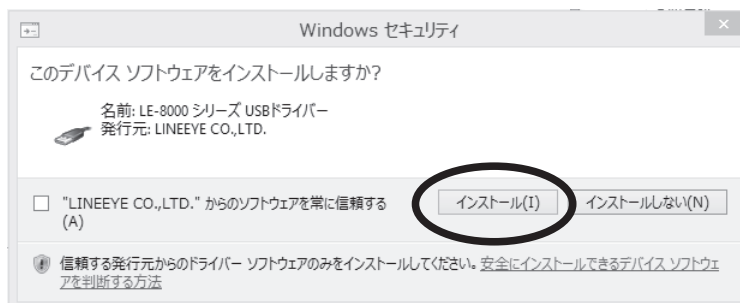 Windows セキュリティ
このデバイス ソフトウェアをインストールしますか?
名前: LE-8000 シリーズ USBドライバー
発行元: LINEEYE CO.,LTD.
"LINEEYE CO.,LTD." からのソフトウェアを常に信頼する
(A)
インストール(I)
インストールしない(N)
信頼する発行元からのドライバー ソフトウェアのみをインストールしてください。安全にインストールできるデバイス ソフトウェ
アを判断する方法